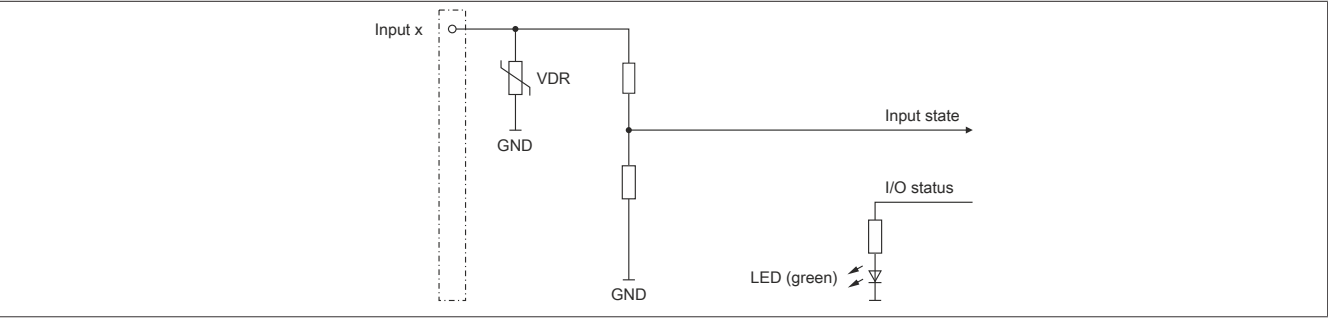 Input x
VDR
Input state
GND
I/O status
LED (green)
GND